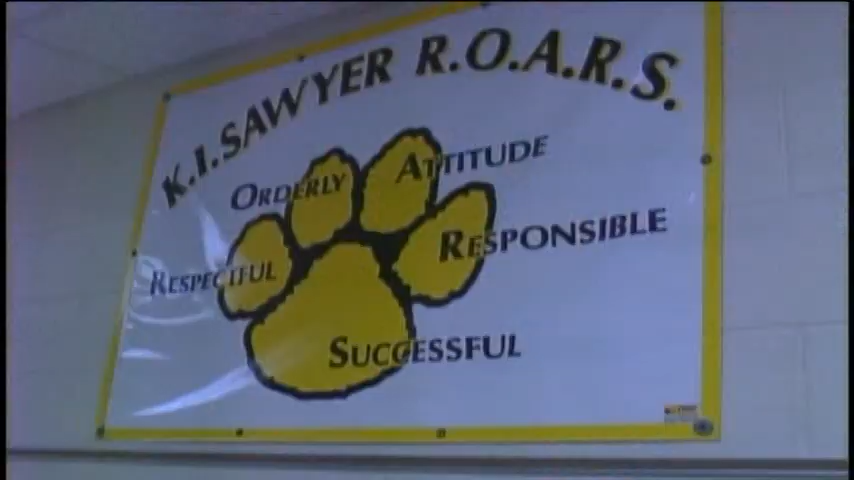 K.I. SAWYER R.O.A.R.S.
RESPECTFUL
ORDERLY
ATTITUDE
RESPONSIBLE
SUCCESSFUL